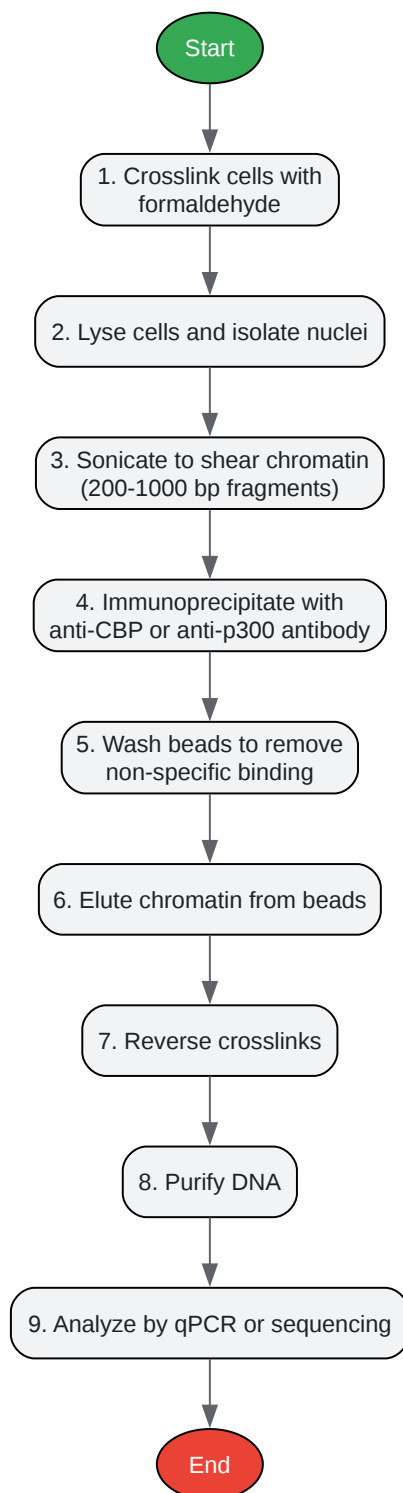 Start
1. Crosslink cells with
formaldehyde
2. Lyse cells and isolate nuclei
3. Sonicate to shear chromatin
(200-1000 bp fragments)
4. Immunoprecipitate with
anti-CBP or anti-p300 antibody
5. Wash beads to remove
non-specific binding
6. Elute chromatin from beads
7. Reverse crosslinks
8. Purify DNA
9. Analyze by qPCR or sequencing
End